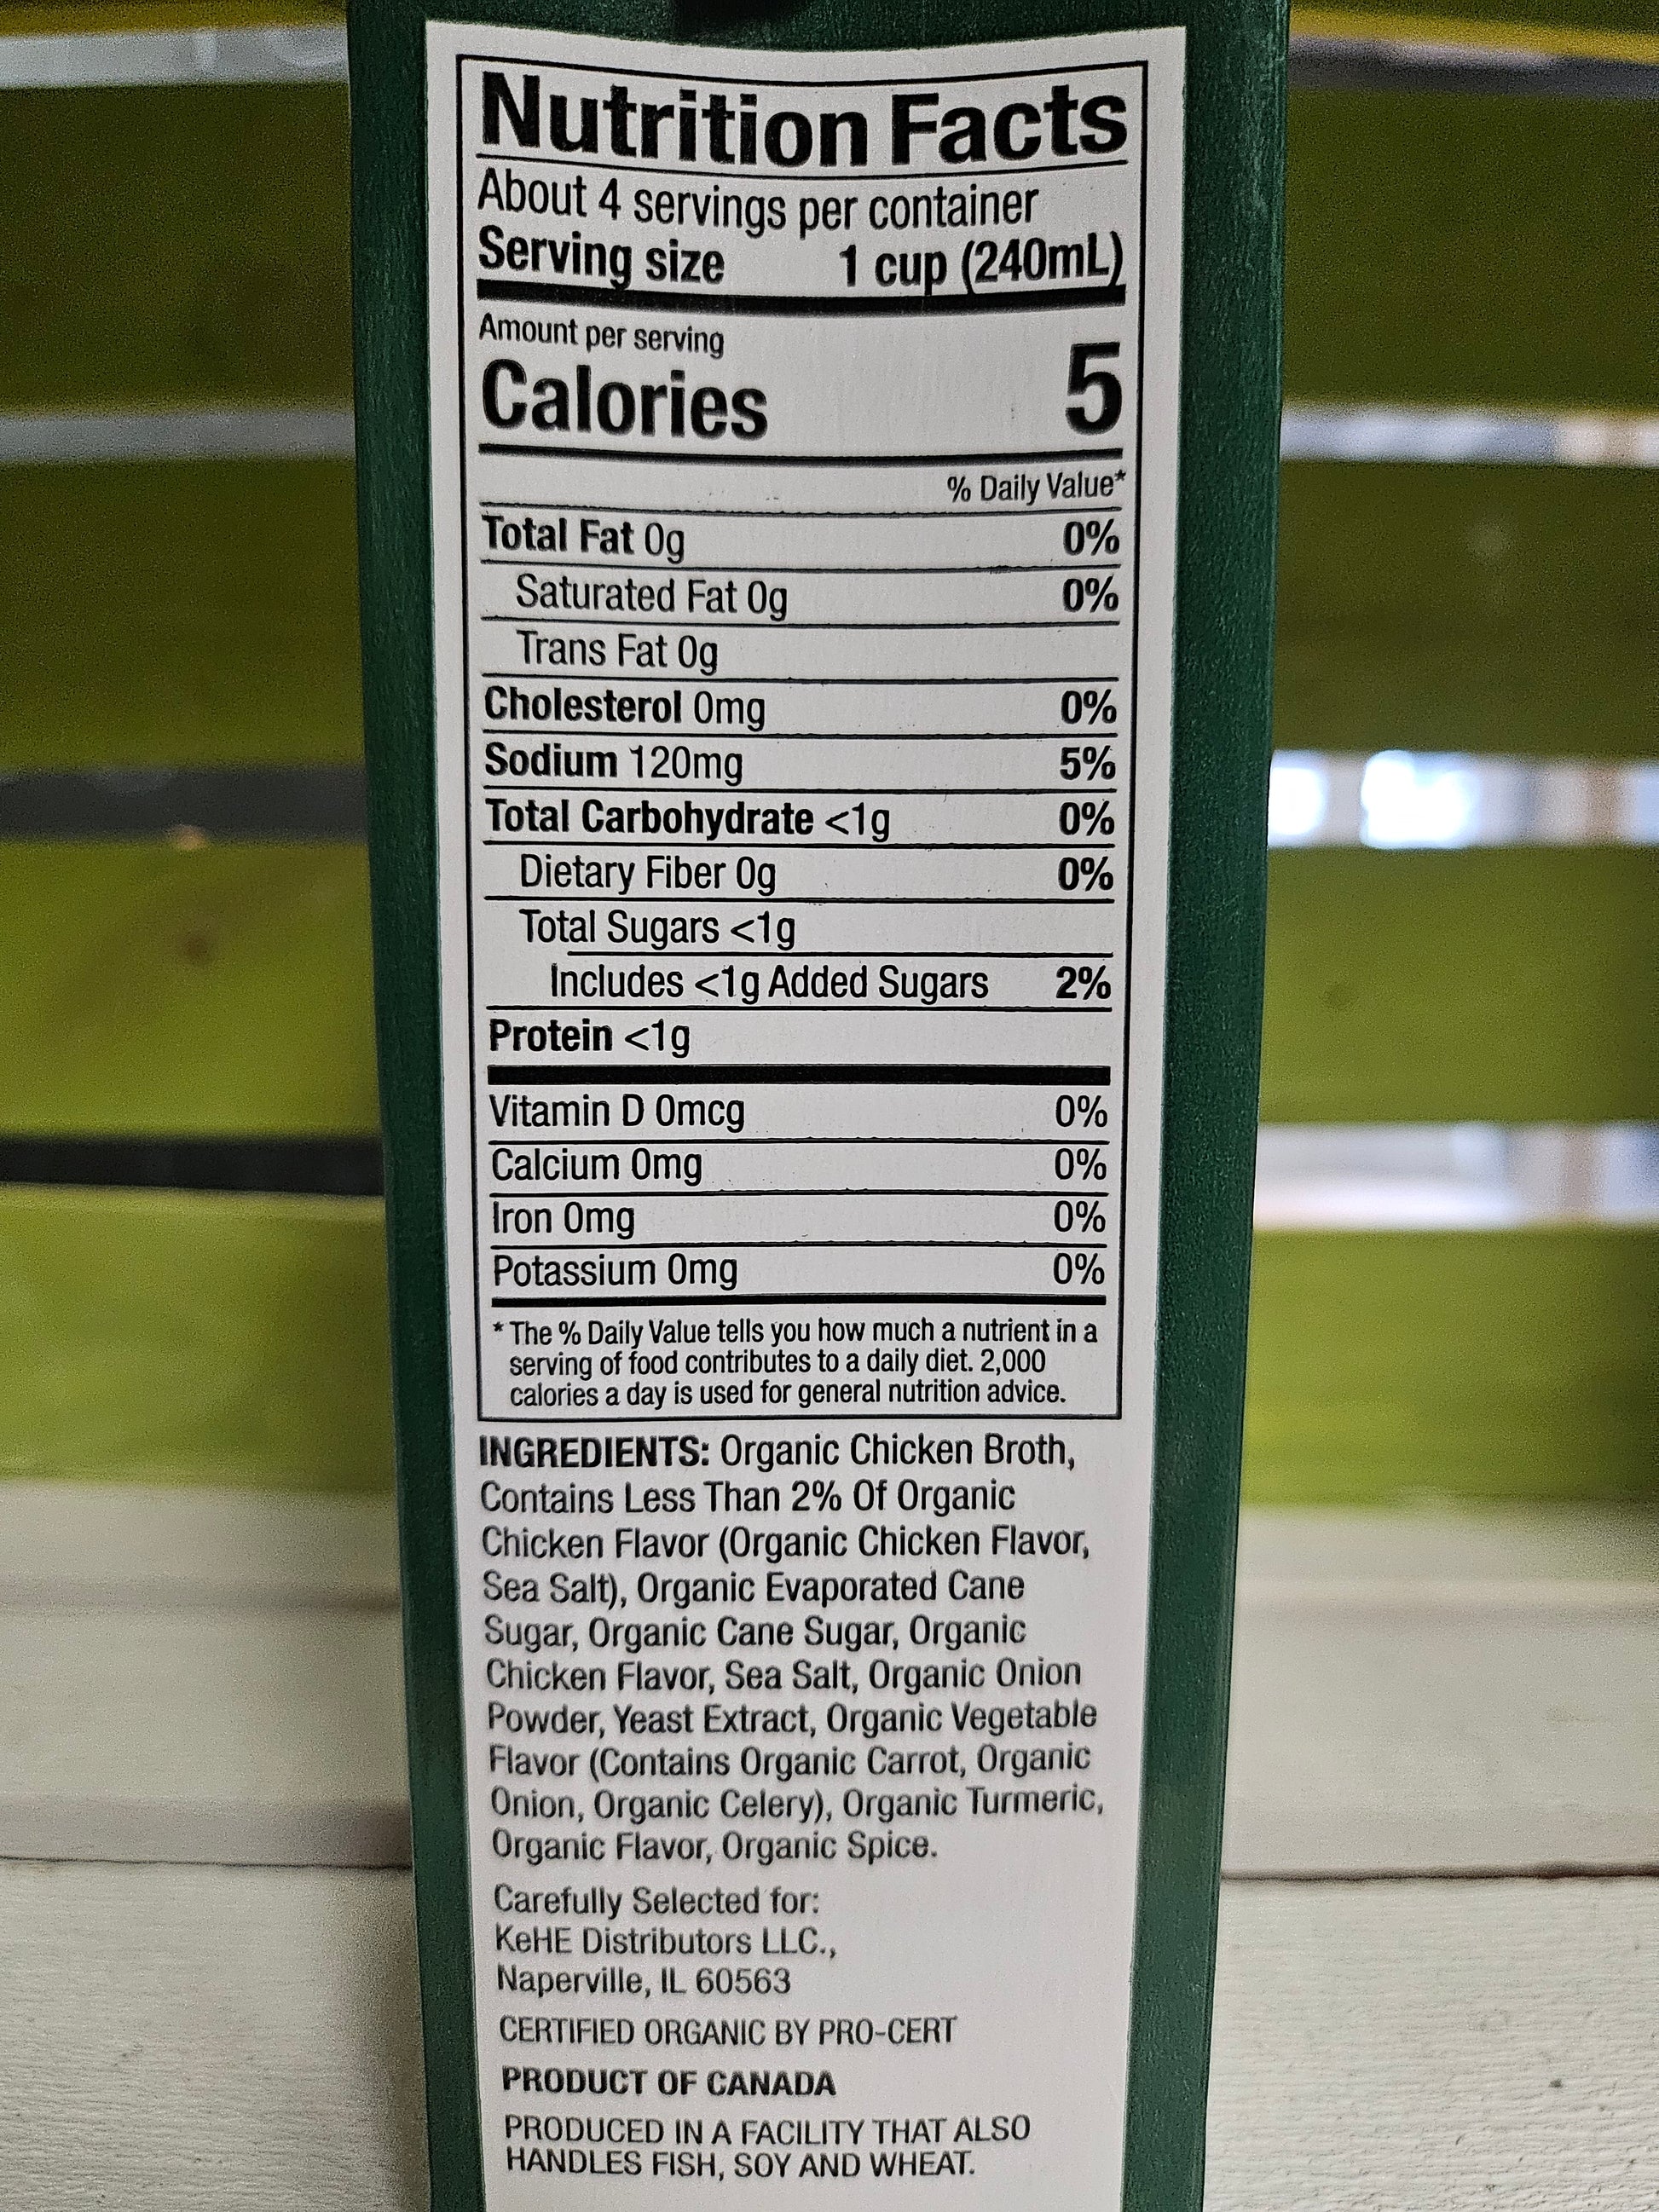 Nutrition Facts
About 4 servings per container
Serving size 1 cup (240mL)
Amount per serving
Calories 5
% Daily Value*
Total Fat 0g 0%
Saturated Fat 0g 0%
Trans Fat 0g
Cholesterol 0mg 0%
Sodium 120mg 5%
Total Carbohydrate <1g 0%
Dietary Fiber 0g 0%
Total Sugars <1g
Includes <1g Added Sugars 2%
Protein <1g
Vitamin D 0mcg 0%
Calcium 0mg 0%
Iron 0mg 0%
Potassium 0mg 0%
* The % Daily Value tells you how much a nutrient in a
serving of food contributes to a daily diet. 2,000
calories a day is used for general nutrition advice.
INGREDIENTS: Organic Chicken Broth,
Contains Less Than 2% Of Organic
Chicken Flavor (Organic Chicken Flavor,
Sea Salt), Organic Evaporated Cane
Sugar, Organic Cane Sugar, Organic
Chicken Flavor, Sea Salt, Organic Onion
Powder, Yeast Extract, Organic Vegetable
Flavor (Contains Organic Carrot, Organic
Onion, Organic Celery), Organic Turmeric,
Organic Flavor, Organic Spice.
Carefully Selected for:
KeHE Distributors LLC.,
Naperville, IL 60563
CERTIFIED ORGANIC BY PRO-CERT
PRODUCT OF CANADA
PRODUCED IN A FACILITY THAT ALSO
HANDLES FISH, SOY AND WHEAT.